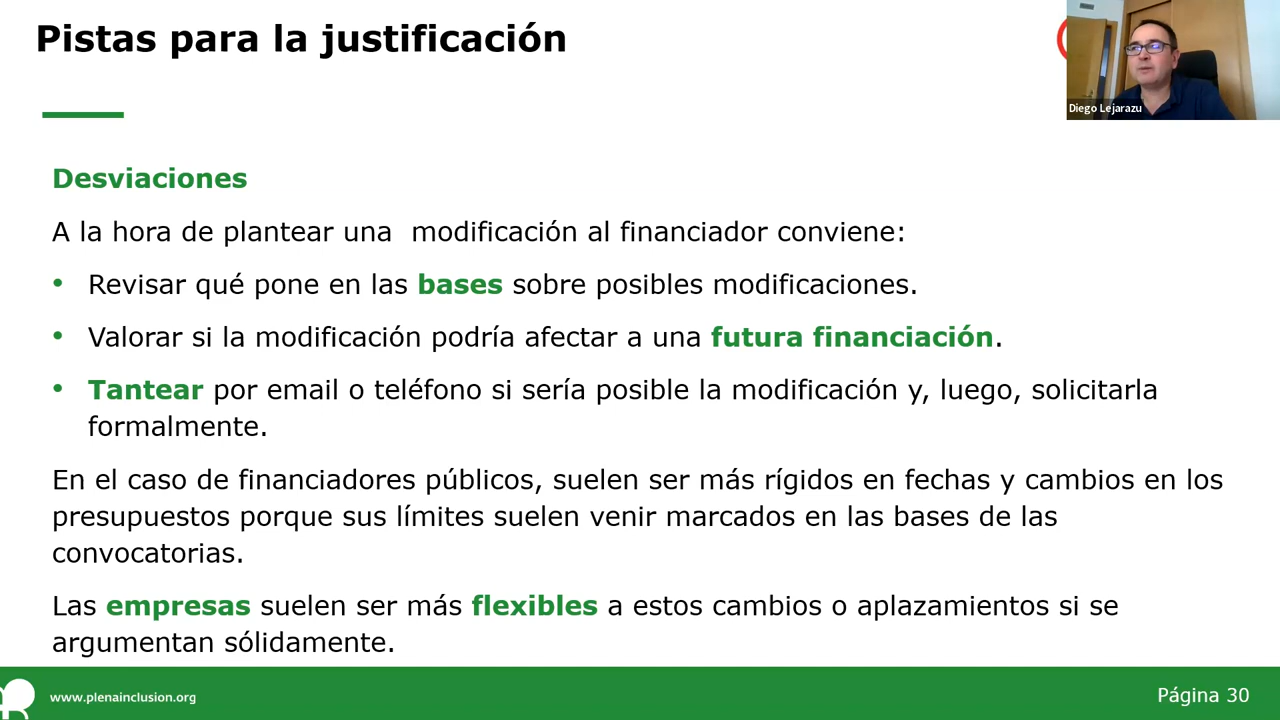 Pistas para la justificación
Diego Lejarazu
Desviaciones
A la hora de plantear una  modificación al financiador conviene:
• Revisar qué pone en las bases sobre posibles modificaciones.
• Valorar si la modificación podría afectar a una futura financiación.
• Tantear por email o teléfono si sería posible la modificación y, luego, solicitarla
formalmente.
En el caso de financiadores públicos, suelen ser más rígidos en fechas y cambios en los
presupuestos porque sus límites suelen venir marcados en las bases de las
convocatorias.
Las empresas suelen ser más flexibles a estos cambios o aplazamientos si se
argumentan sólidamente.
www.plenainclusion.org
Página 30